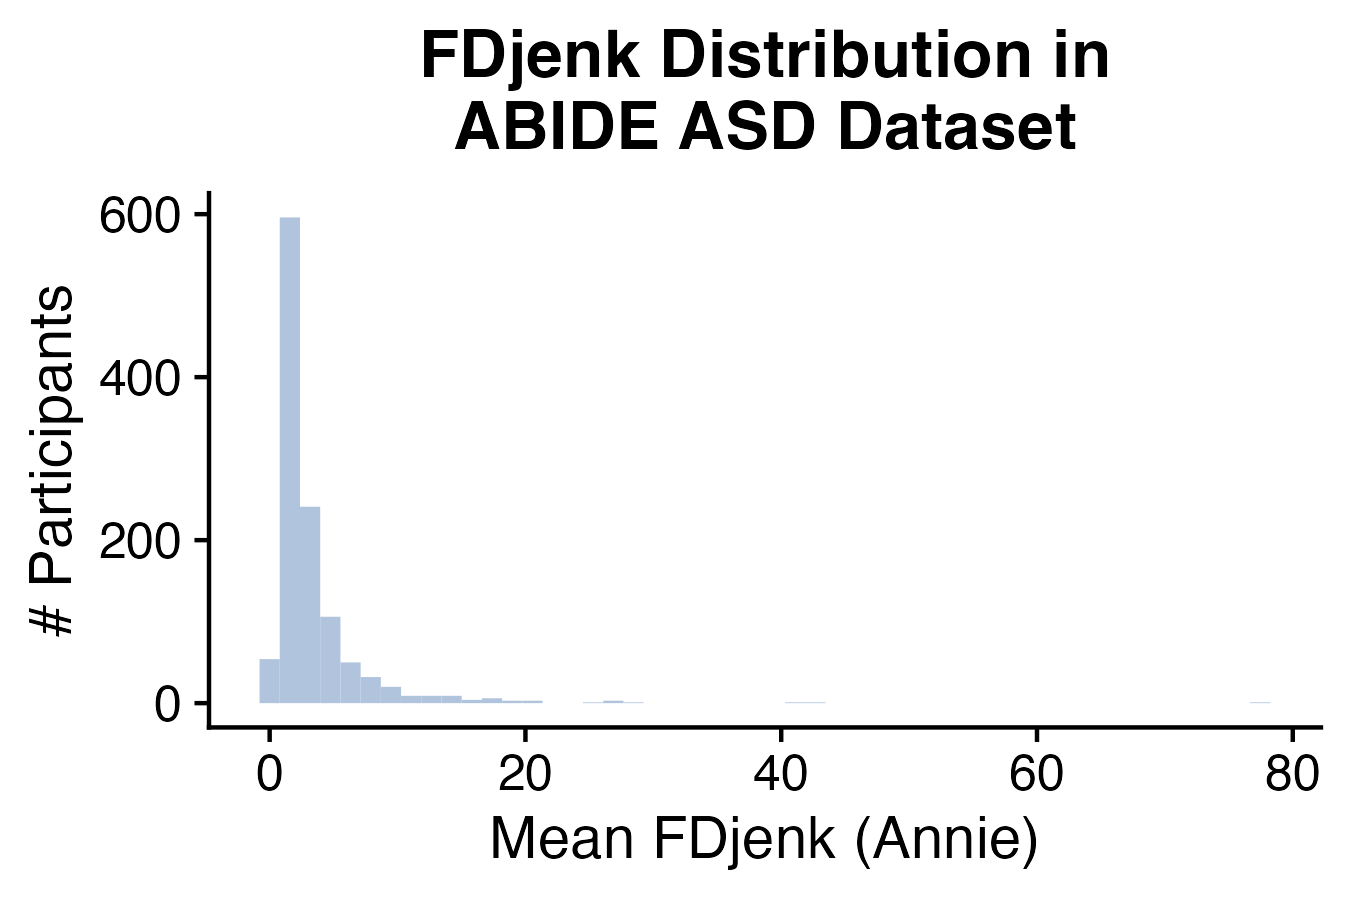 FDjenk Distribution in
ABIDE ASD Dataset
# Participants
600
400
200
0
0 20 40 60 80
Mean FDjenk (Annie)